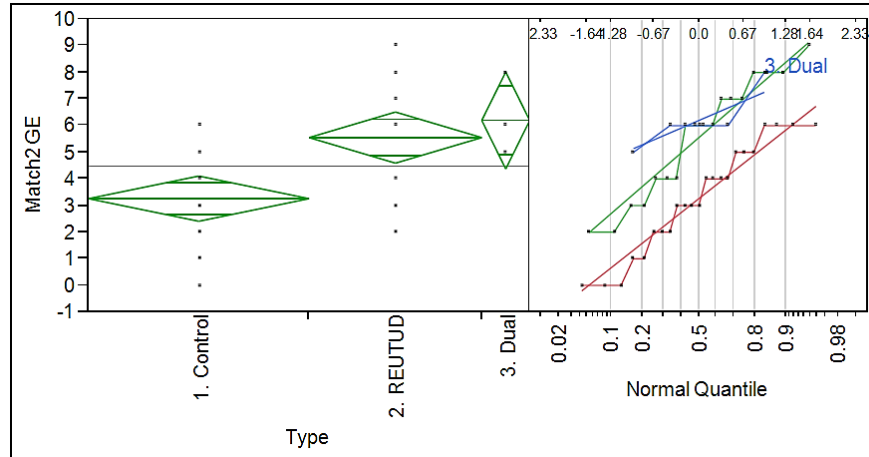 10
9
8
7
6
5
4
3
2
1
0
-1
Match2 GE
1. Control
2. REUTUD
3. Dual
Type
2.33 -1.64 1.28 -0.67 0.0 0.67 1.28 1.64 2.33
3. Dual
0.02 0.1 0.2 0.5 0.8 0.9 0.98
Normal Quantile